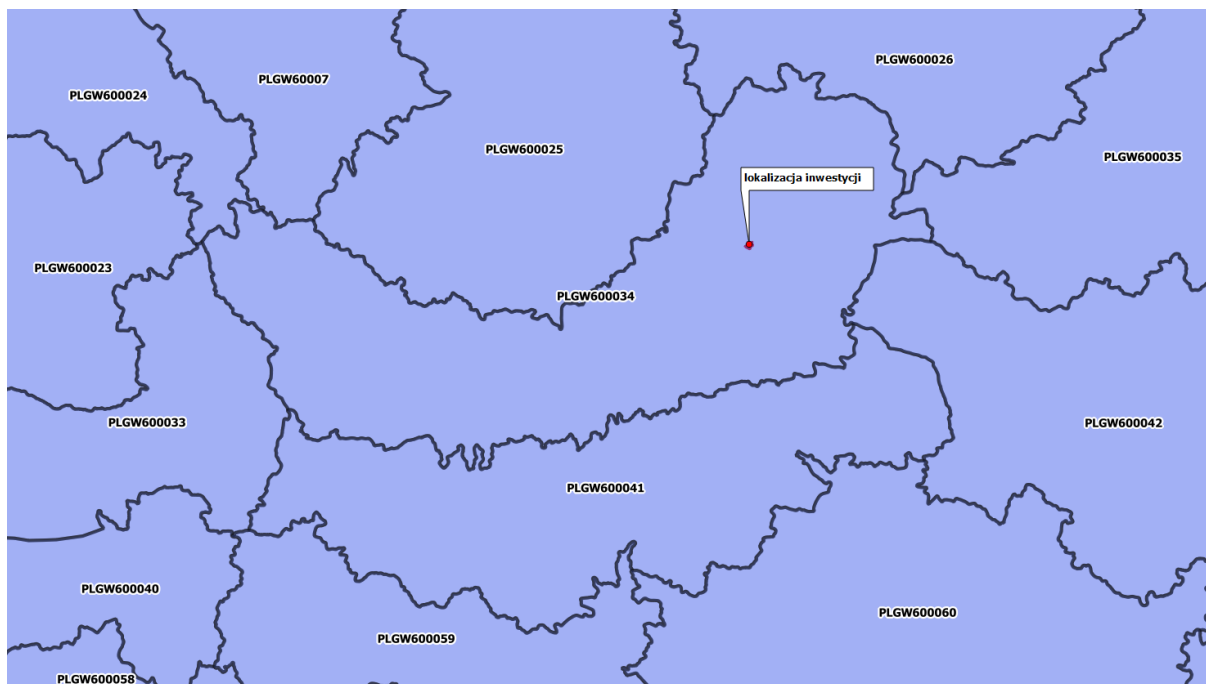 PLGW600026
PLGW60007
PLGW600024
PLGW600025
PLGW600035
lokalizacja inwestycji
PLGW600023
PLGW600034
PLGW600033
PLGW600042
PLGW600041
PLGW600040
PLGW600060
PLGW600059
PLGW600058